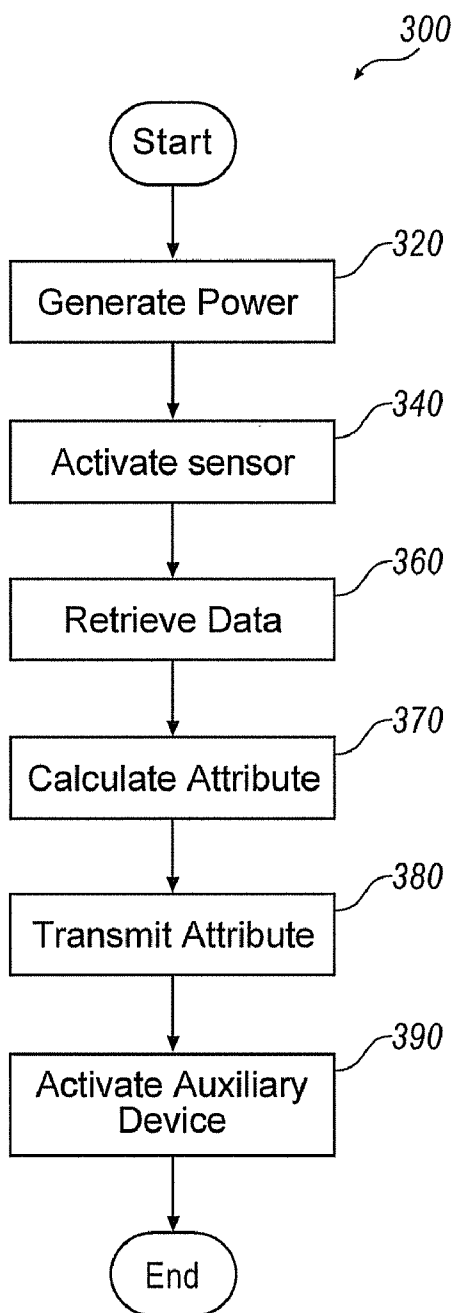 300
Start
320
Generate Power
340
Activate sensor
360
Retrieve Data
370
Calculate Attribute
380
Transmit Attribute
390
Activate Auxiliary
Device
End